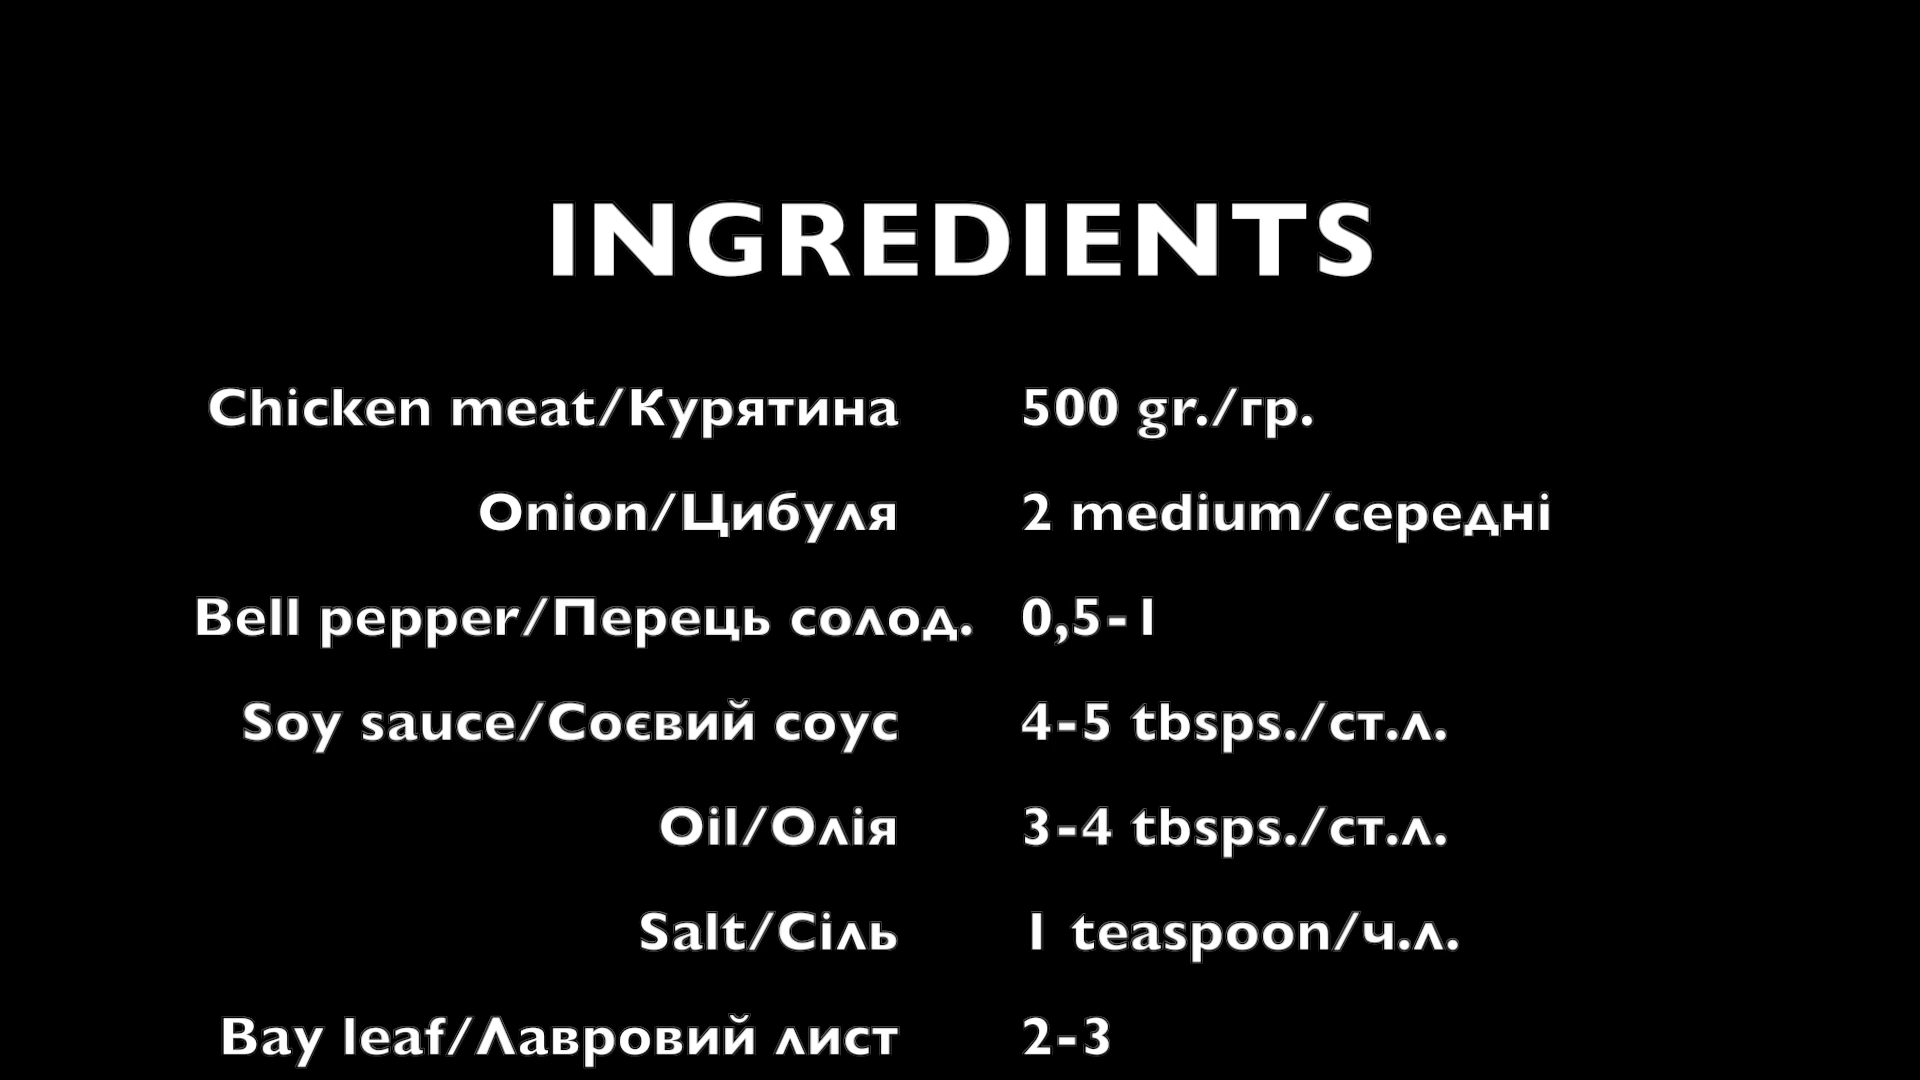 INGREDIENTS
Chicken meat/Курятина 500 gr./гр.
Onion/Цибуля 2 medium/середні
Bell pepper/Перець солод. 0,5-1
Soy sauce/Соєвий соус 4-5 tbsps./ст.л.
Oil/Олія 3-4 tbsps./ст.л.
Salt/Сіль 1 teaspoon/ч.л.
Bay leaf/Лавровий лист 2-3